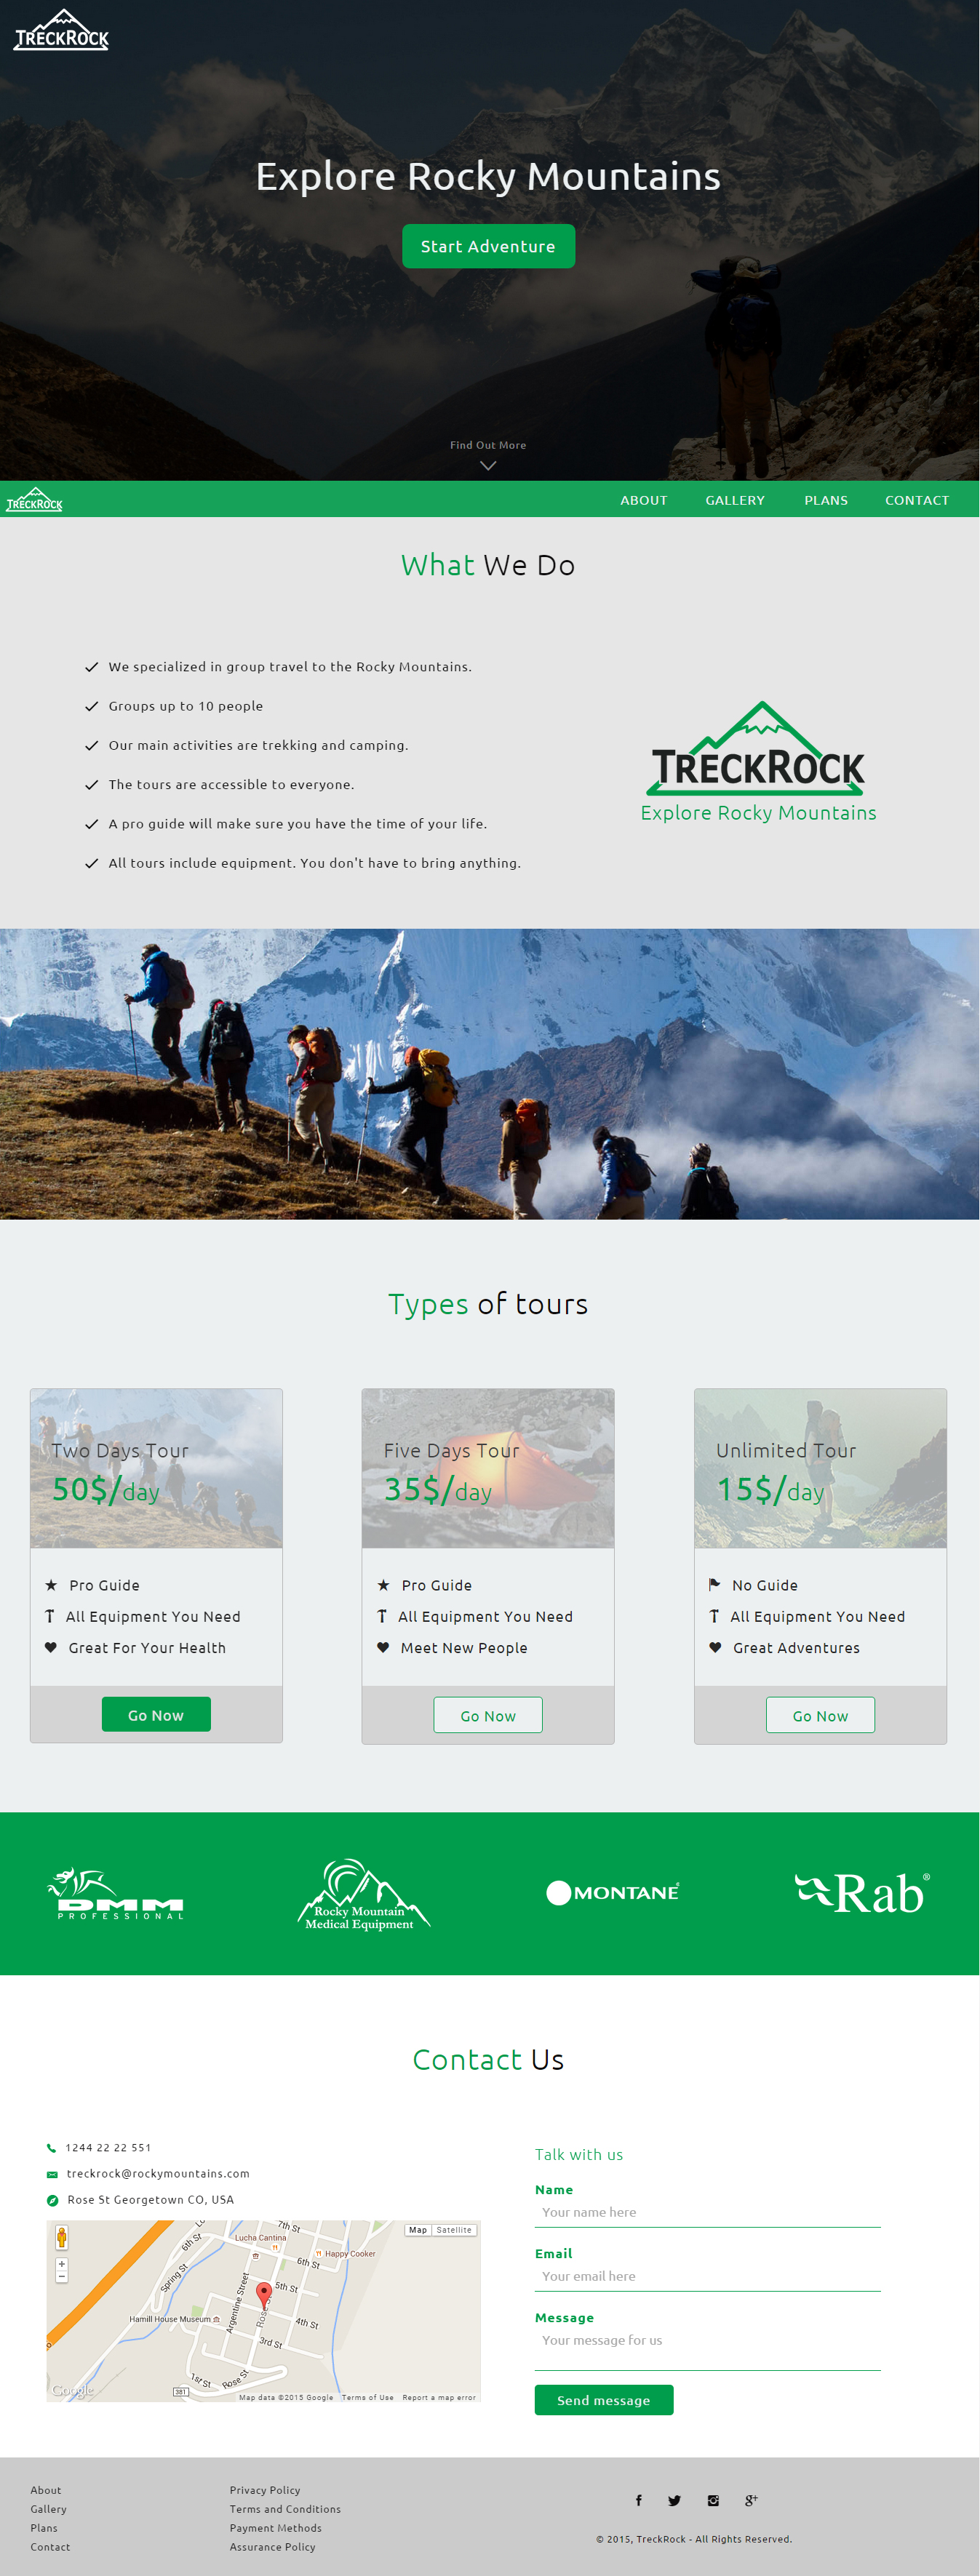 TRECKROCK
Explore Rocky Mountains
Start Adventure
Find Out More
TRECKROCK
ABOUT GALLERY PLANS CONTACT
What We Do
We specialized in group travel to the Rocky Mountains.
Groups up to 10 people
Our main activities are trekking and camping.
The tours are accessible to everyone.
A pro guide will make sure you have the time of your life.
All tours include equipment. You don't have to bring anything.
TRECKROCK
Explore Rocky Mountains
Types of tours
Two Days Tour
50$/day
Pro Guide
All Equipment You Need
Great For Your Health
Go Now
Five Days Tour
35$/day
Pro Guide
All Equipment You Need
Meet New People
Go Now
Unlimited Tour
15$/day
No Guide
All Equipment You Need
Great Adventures
Go Now
DMM
PROFESSIONAL
Rocky Mountain
Medical Equipment
MONTANE®
Rab®
Contact Us
1244 22 22 551
treckrock@rockymountains.com
Rose St Georgetown CO, USA
Map Satellite
7th St
6th St
Lucha Cantina
Happy Cooker
6th St
Spring St
5th St
Argentine Street
Rose St
Hamill House Museum
4th St
3rd St
1st St
Rose St
381
Google
Map data ©2015 Google Terms of Use Report a map error
Talk with us
Name
Your name here
Email
Your email here
Message
Your message for us
Send message
About
Gallery
Plans
Contact
Privacy Policy
Terms and Conditions
Payment Methods
Assurance Policy
© 2015, TreckRock - All Rights Reserved.